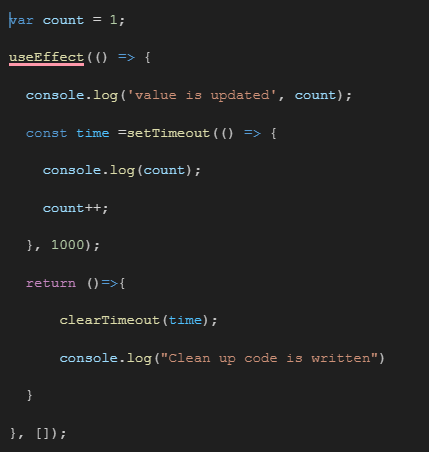 var count = 1;
useEffect(() => {
console.log('value is updated', count);
const time =setTimeout(() => {
console.log(count);
count++;
}, 1000);
return ()=>{
clearTimeout(time);
console.log("Clean up code is written")
}
}, []);